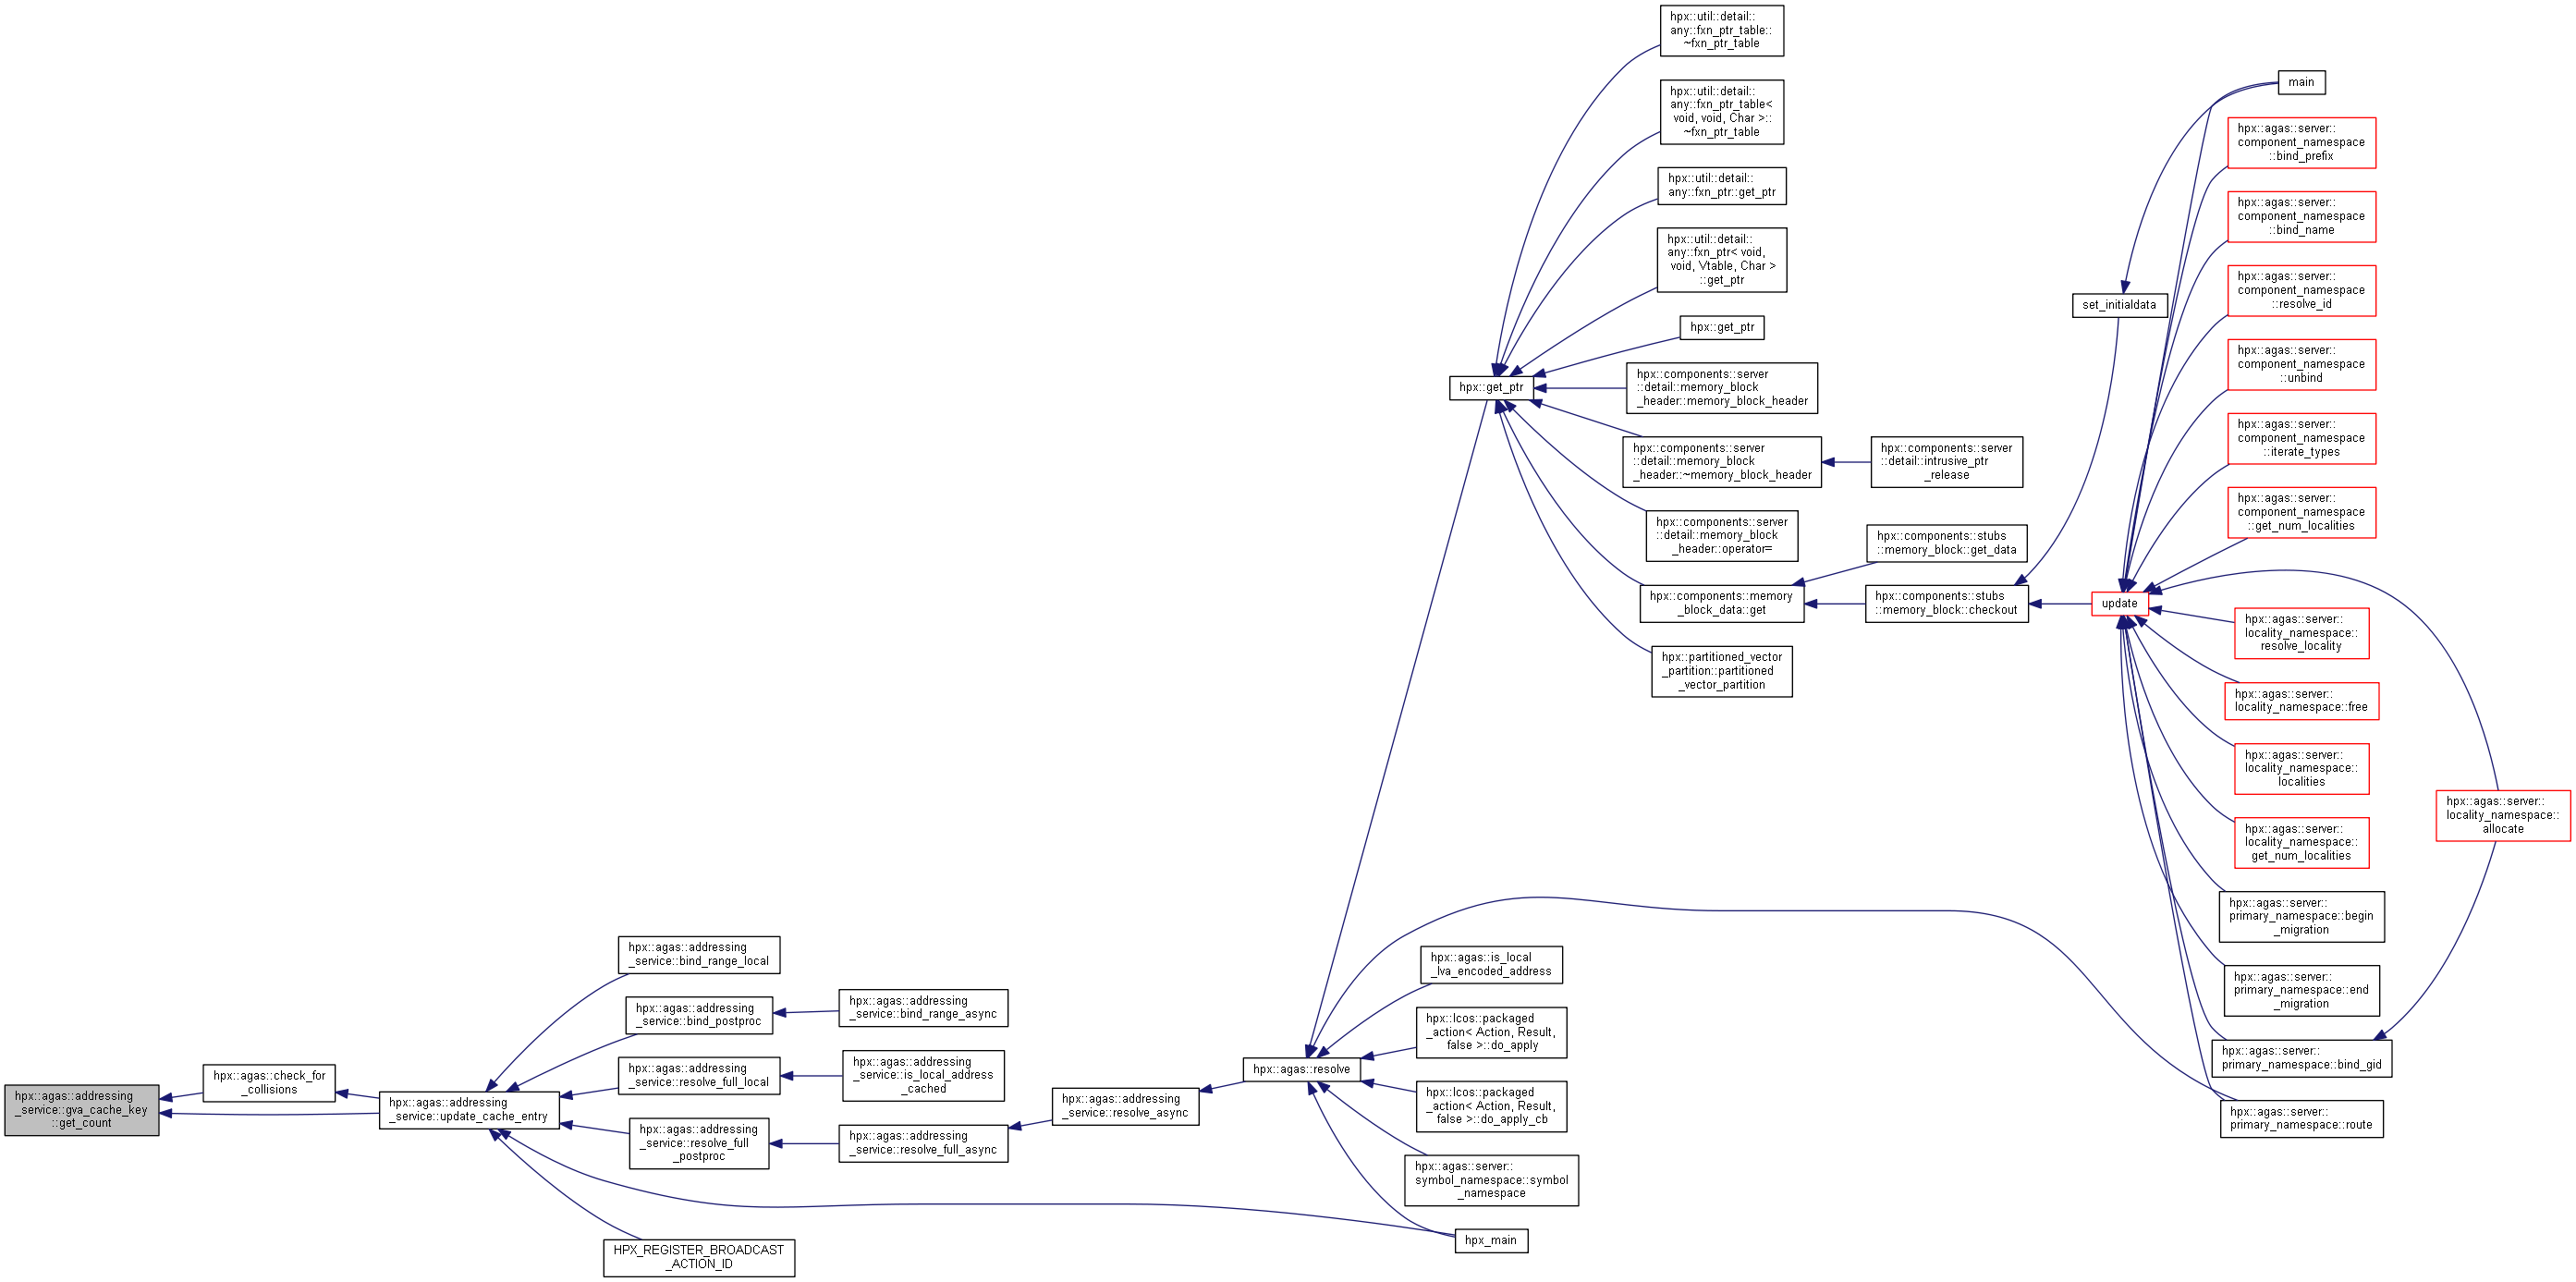 hpx::agas::addressing
_service::gva_cache_key
::get_count
hpx::agas::check_for
_collisions
hpx::agas::addressing
_service::update_cache_entry
hpx::agas::addressing
_service::bind_range_local
hpx::agas::addressing
_service::bind_postproc
hpx::agas::addressing
_service::bind_range_async
hpx::agas::addressing
_service::resolve_full_local
hpx::agas::addressing
_service::is_local_address
_cached
hpx::agas::addressing
_service::resolve_full
_postproc
hpx::agas::addressing
_service::resolve_full_async
hpx::agas::addressing
_service::resolve_async
HPX_REGISTER_BROADCAST
_ACTION_ID
hpx::agas::resolve
hpx::get_ptr
hpx::util::detail::
any::fxn_ptr_table::
~fxn_ptr_table
hpx::util::detail::
any::fxn_ptr_table<
void, void, Char >::
~fxn_ptr_table
hpx::util::detail::
any::fxn_ptr::get_ptr
hpx::util::detail::
any::fxn_ptr< void,
void, Vtable, Char >
::get_ptr
hpx::get_ptr
hpx::components::server
::detail::memory_block
_header::memory_block_header
hpx::components::server
::detail::memory_block
_header::~memory_block_header
hpx::components::server
::detail::intrusive_ptr
_release
hpx::components::server
::detail::memory_block
_header::operator=
hpx::components::memory
_block_data::get
hpx::components::stubs
::memory_block::get_data
hpx::components::stubs
::memory_block::checkout
hpx::partitioned_vector
_partition::partitioned
_vector_partition
set_initialdata
update
main
hpx::agas::server::
component_namespace
::bind_prefix
hpx::agas::server::
component_namespace
::bind_name
hpx::agas::server::
component_namespace
::resolve_id
hpx::agas::server::
component_namespace
::unbind
hpx::agas::server::
component_namespace
::iterate_types
hpx::agas::server::
component_namespace
::get_num_localities
hpx::agas::server::
locality_namespace::
resolve_locality
hpx::agas::server::
locality_namespace::free
hpx::agas::server::
locality_namespace::
localities
hpx::agas::server::
locality_namespace::
get_num_localities
hpx::agas::server::
locality_namespace::
allocate
hpx::agas::server::
primary_namespace::begin
_migration
hpx::agas::server::
primary_namespace::end
_migration
hpx::agas::server::
primary_namespace::bind_gid
hpx::agas::server::
primary_namespace::route
hpx::agas::is_local
_lva_encoded_address
hpx::lcos::packaged
_action< Action, Result,
false >::do_apply
hpx::lcos::packaged
_action< Action, Result,
false >::do_apply_cb
hpx::agas::server::
symbol_namespace::symbol
_namespace
hpx_main